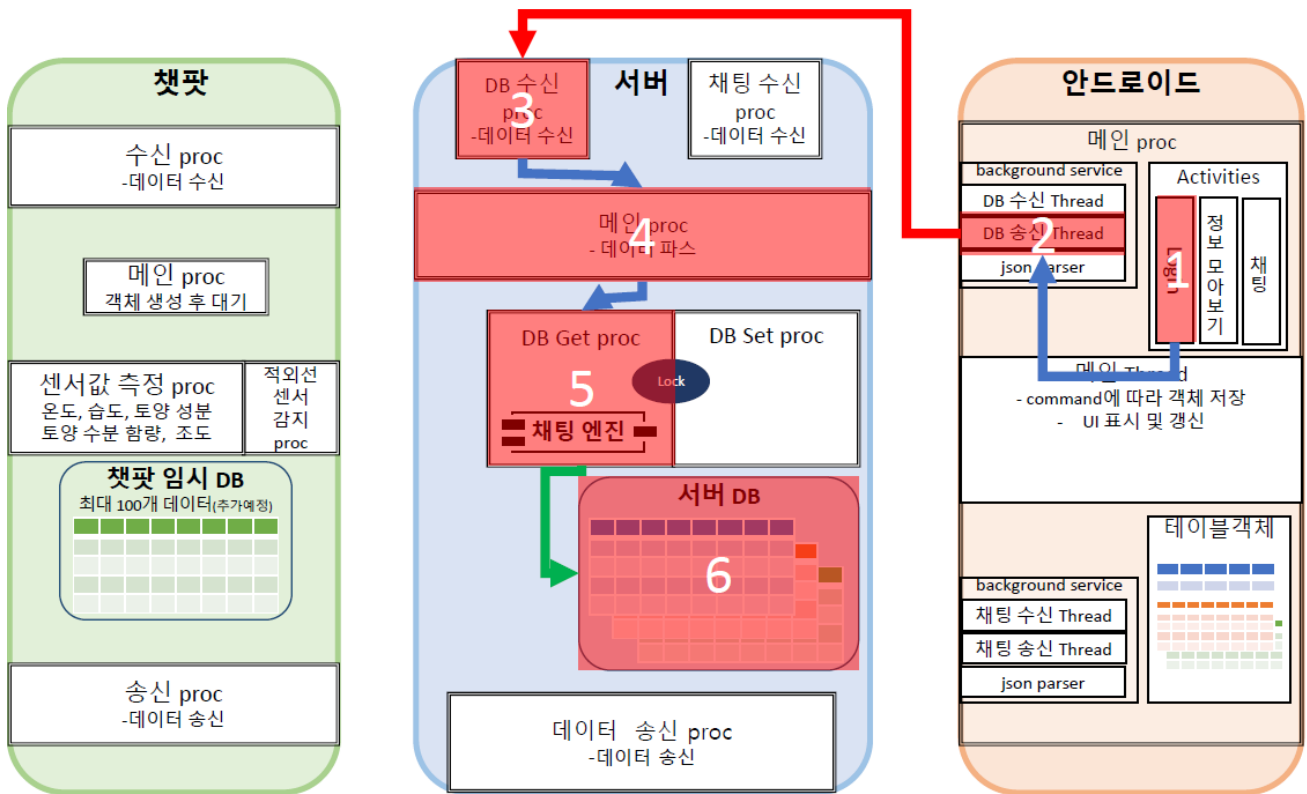 챗팟
수신 proc
-데이터 수신
메인 proc
객체 생성 후 대기
센서값 측정 proc
온도, 습도, 토양 성분
토양 수분 함량, 조도
적외선
센서
감지
proc
챗팟 임시 DB
최대 100개 데이터(추가예정)
송신 proc
-데이터 송신
서버
DB 수신
proc
-데이터 수신
3
채팅 수신
proc
-데이터 수신
메인 proc
- 데이터 파스
4
DB Get proc
5
채팅 엔진
Lock
DB Set proc
서버 DB
6
데이터 송신 proc
-데이터 송신
안드로이드
메인 proc
background service
DB 수신 Thread
DB 송신 Thread
2
json parser
Activities
Login
1
정보 모아보기
채팅
메인 Thread
- command에 따라 객체 저장
- UI 표시 및 갱신
background service
채팅 수신 Thread
채팅 송신 Thread
json parser
테이블객체